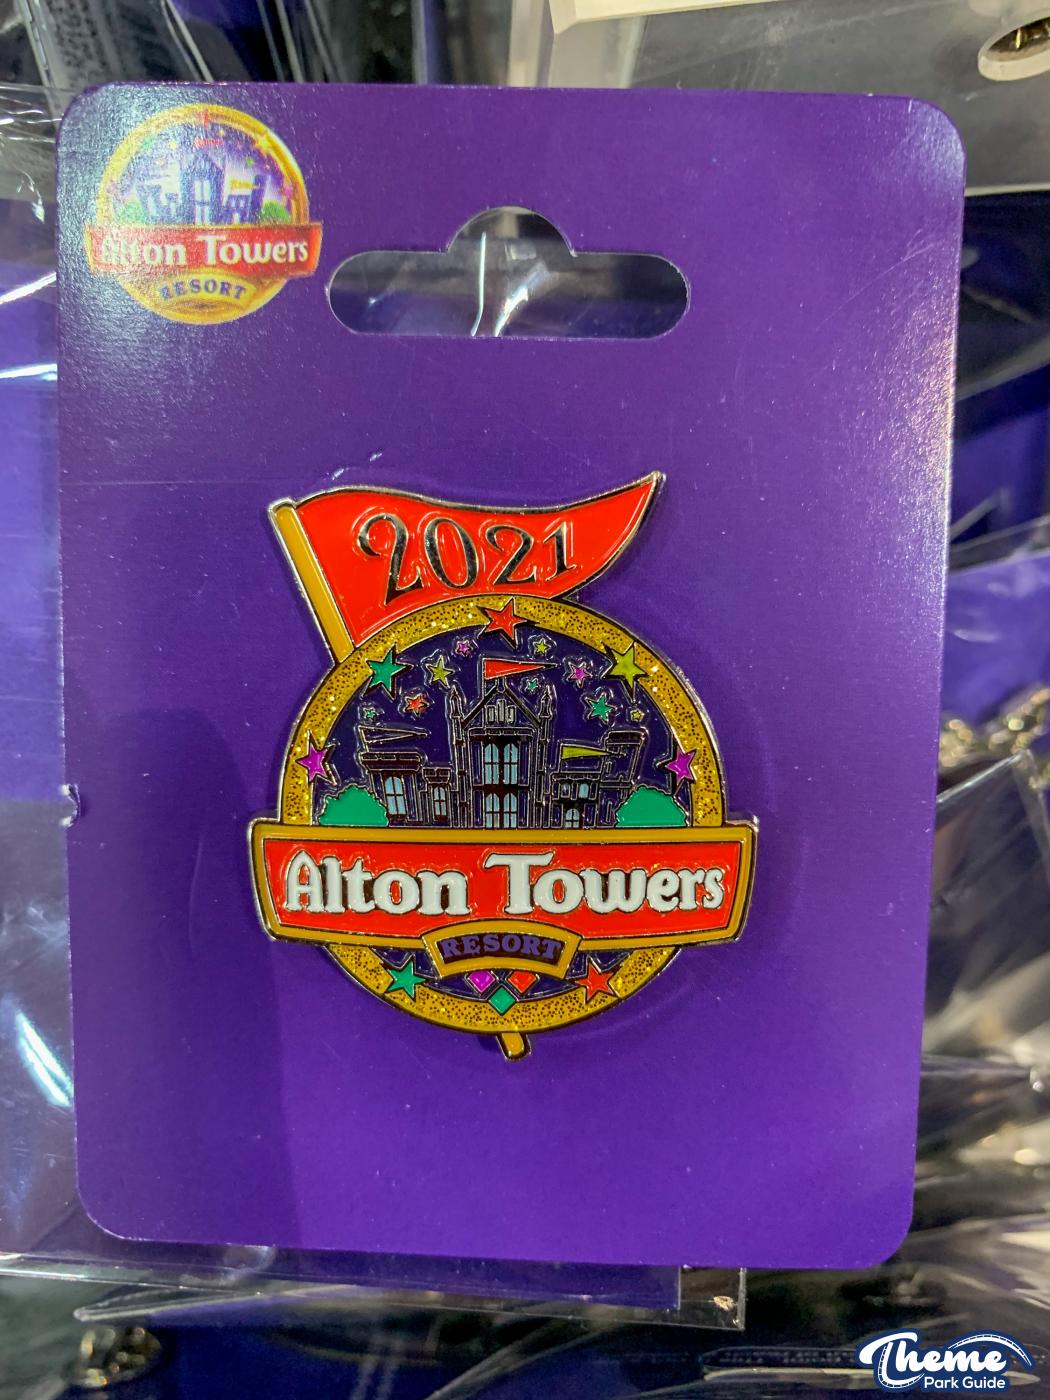 Alton Towers
RESORT
2021
Alton Towers
RESORT
Theme
Park Guide